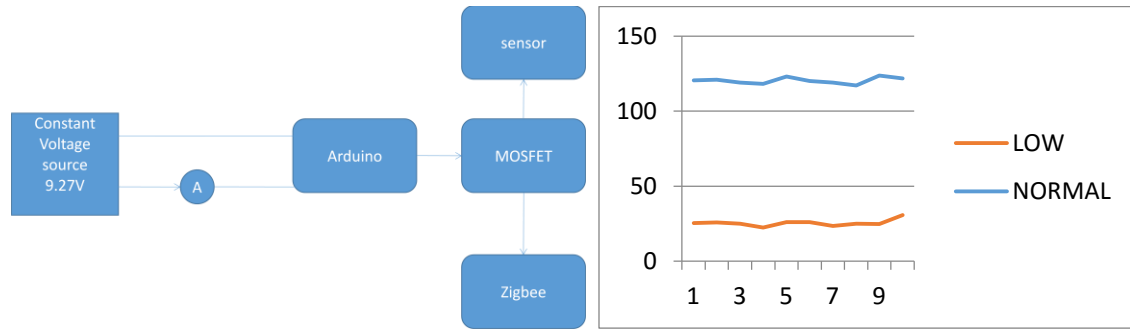 sensor
Constant
Voltage
source
9.27V
A
Arduino
MOSFET
Zigbee
150
100
50
0
1 3 5 7 9
LOW
NORMAL